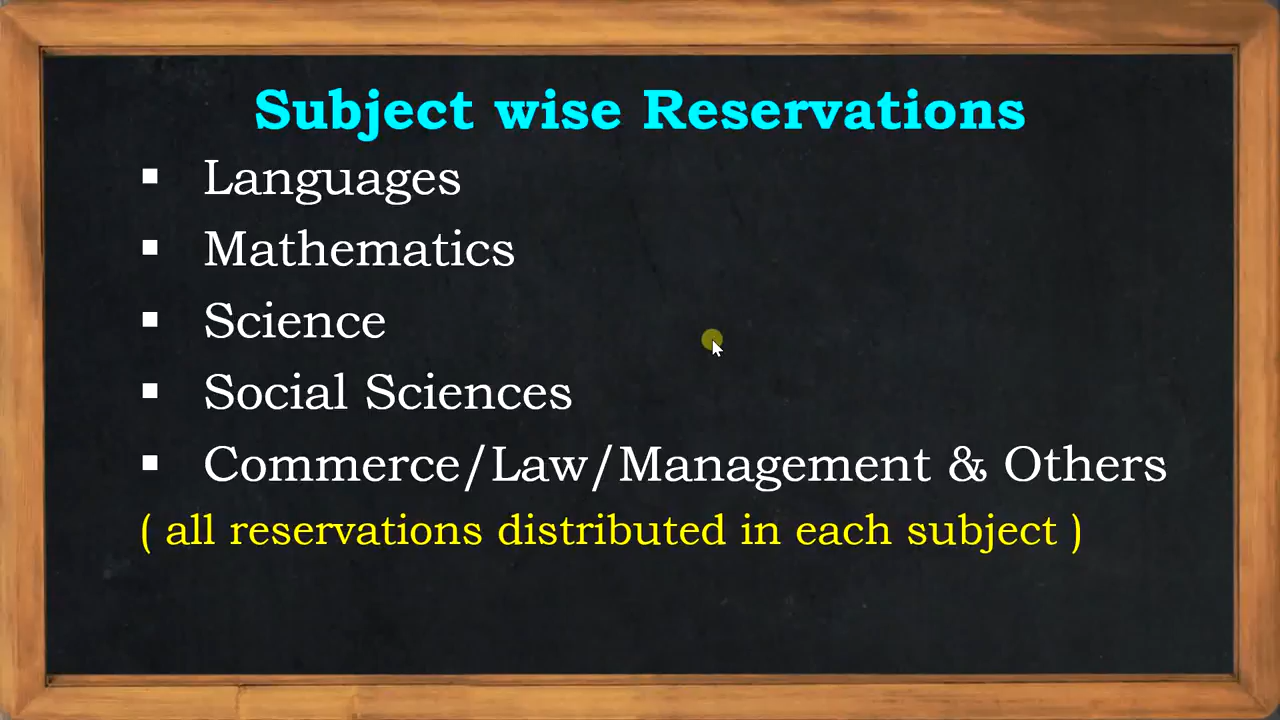 Subject wise Reservations
▪ Languages
▪ Mathematics
▪ Science
▪ Social Sciences
▪ Commerce/Law/Management & Others
( all reservations distributed in each subject )